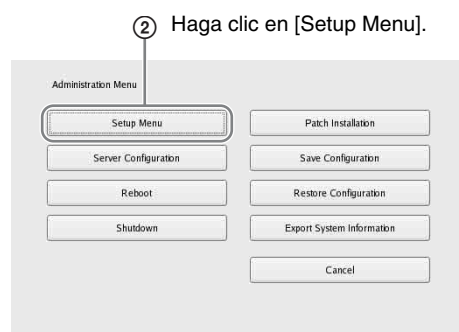 ② Haga clic en [Setup Menu].
Administration Menu
Setup Menu
Patch Installation
Server Configuration
Save Configuration
Reboot
Restore Configuration
Shutdown
Export System Information
Cancel